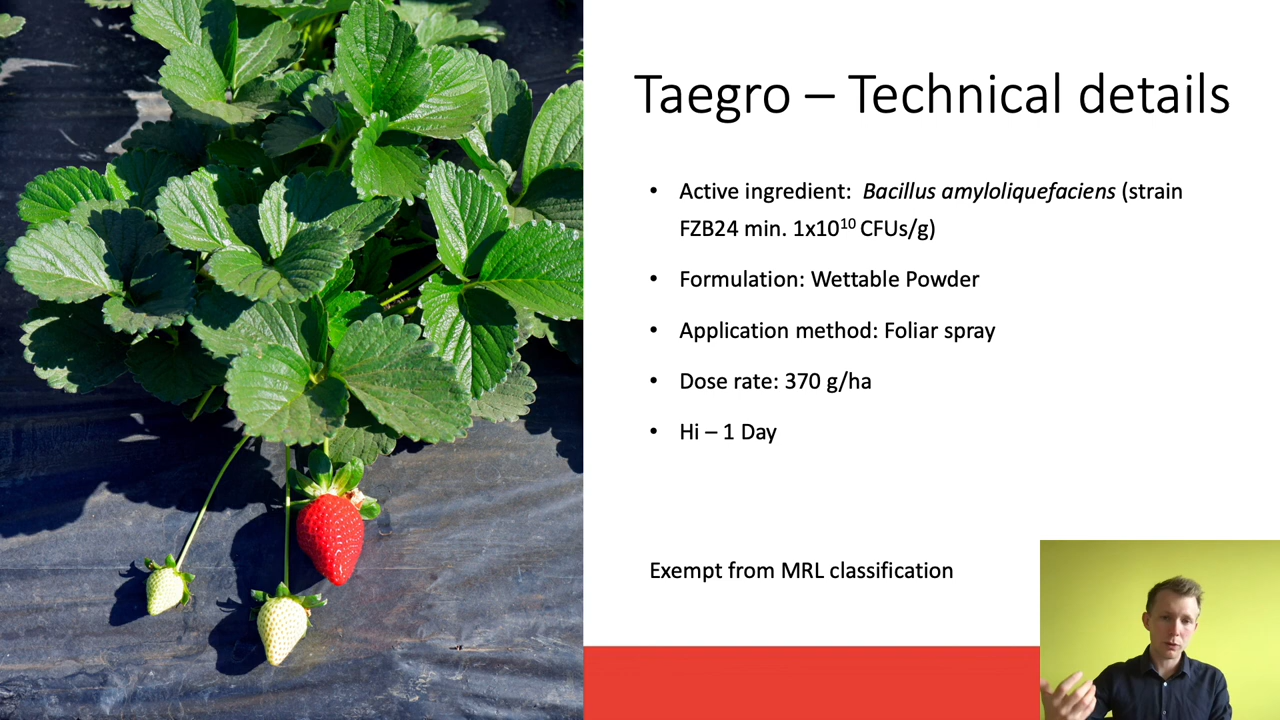 Taegro – Technical details
• Active ingredient:  Bacillus amyloliquefaciens (strain
FZB24 min. 1x10¹⁰ CFUs/g)
• Formulation: Wettable Powder
• Application method: Foliar spray
• Dose rate: 370 g/ha
• Hi – 1 Day
Exempt from MRL classification